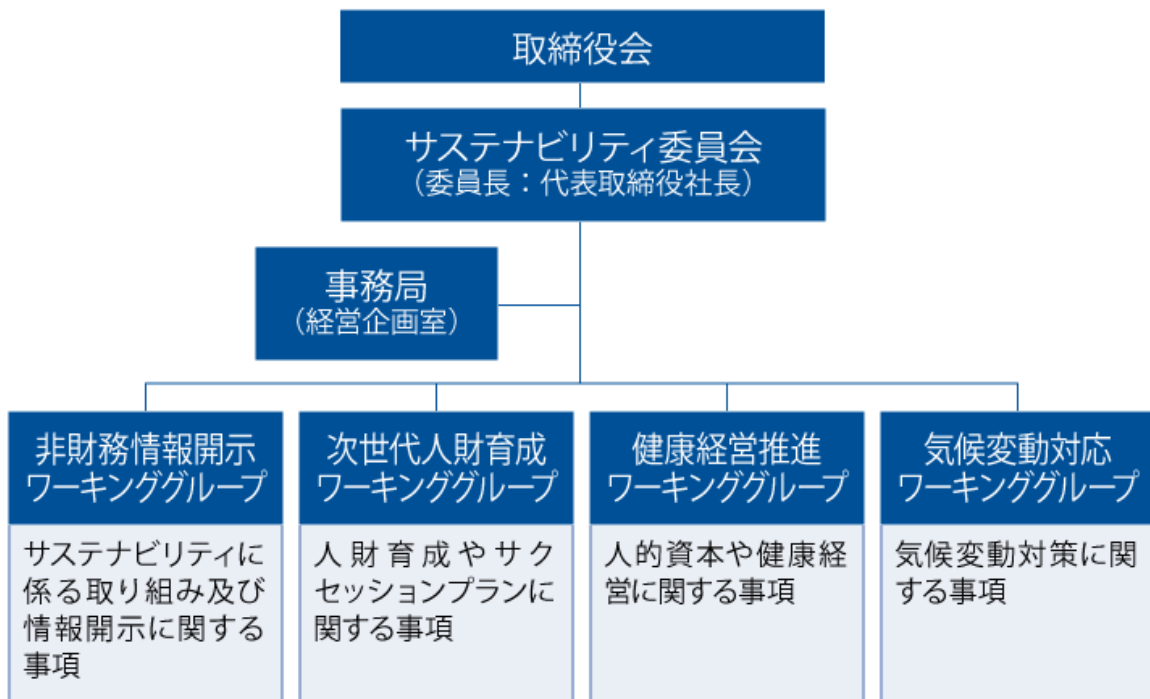 取締役会
サステナビリティ委員会
（委員長：代表取締役社長）
事務局
（経営企画室）
非財務情報開示
ワーキンググループ
サステナビリティに
係る取り組み及び
情報開示に関する
事項
次世代人財育成
ワーキンググループ
人財育成やサク
セッションプランに
関する事項
健康経営推進
ワーキンググループ
人的資本や健康経
営に関する事項
気候変動対応
ワーキンググループ
気候変動対策に関
する事項